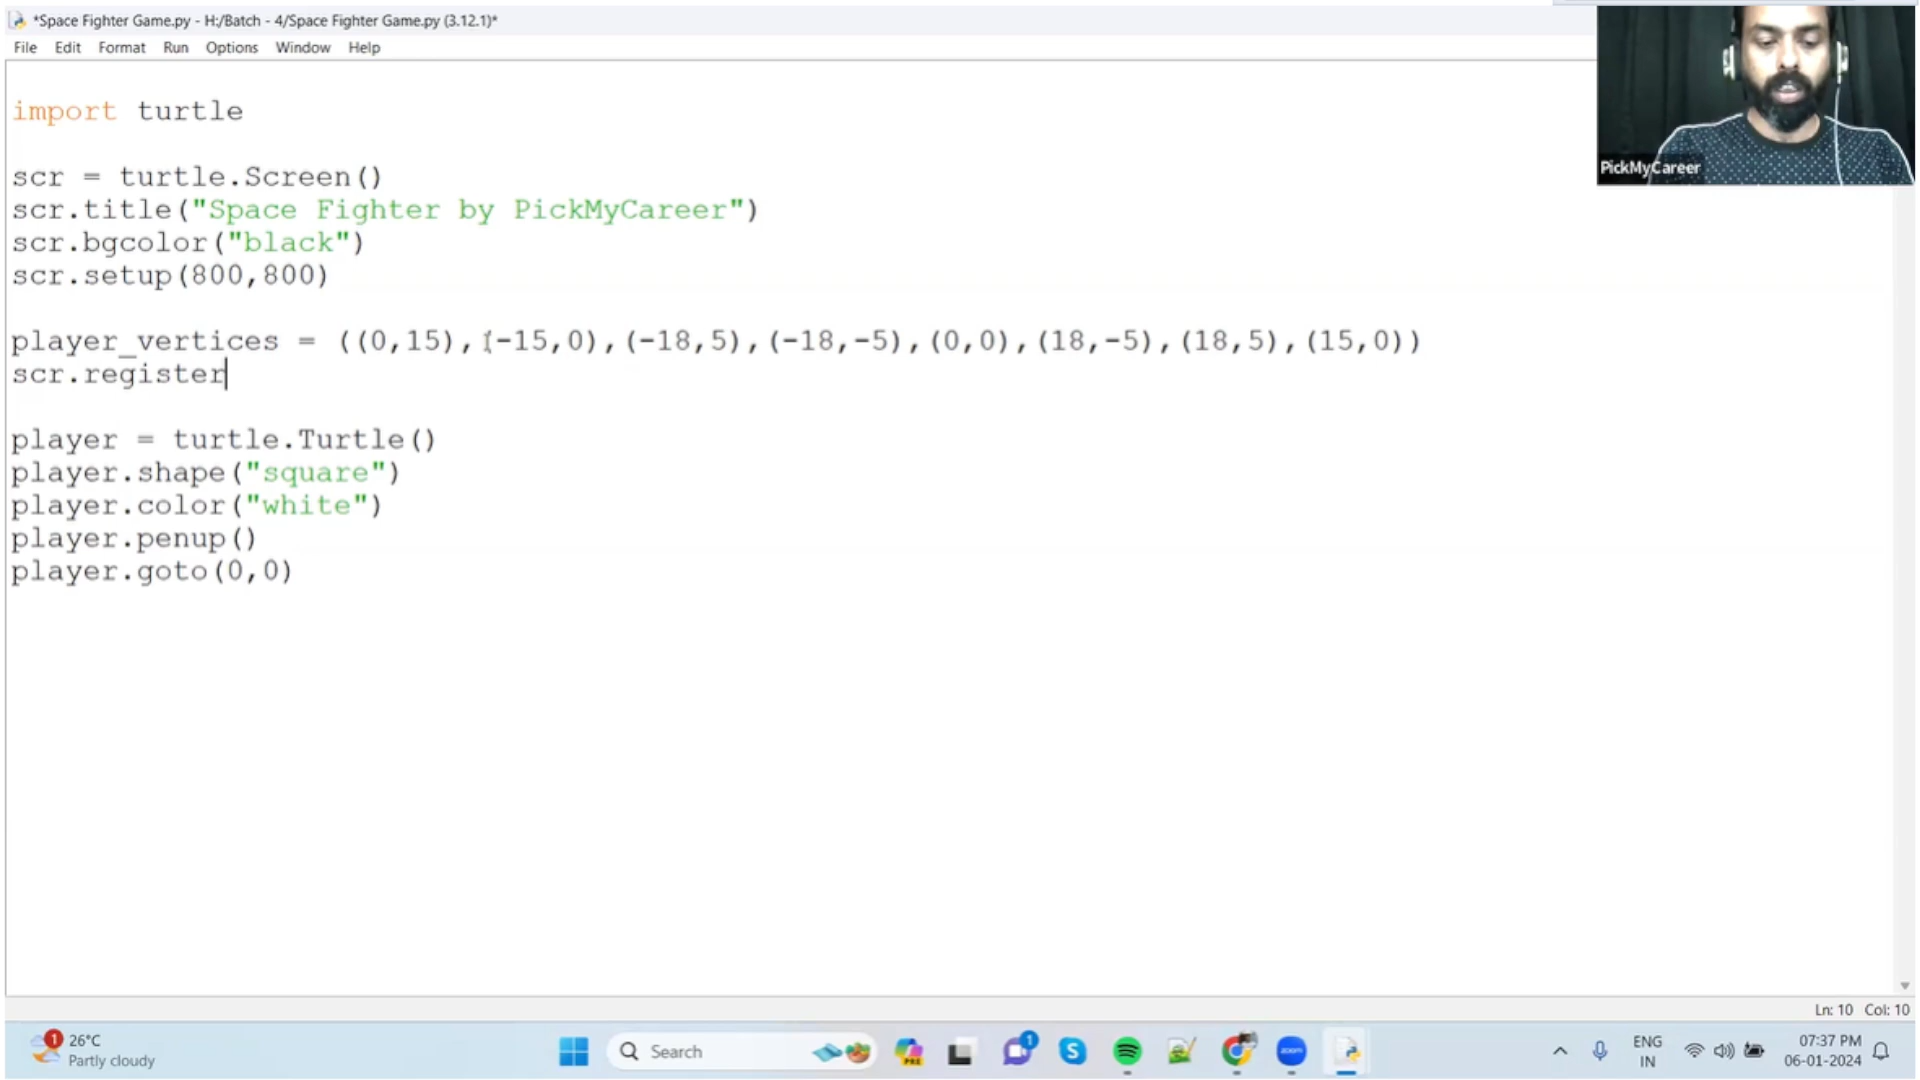 *Space Fighter Game.py - H:/Batch - 4/Space Fighter Game.py (3.12.1)*
File Edit Format Run Options Window Help
PickMyCareer
import turtle
scr = turtle.Screen()
scr.title("Space Fighter by PickMyCareer")
scr.bgcolor("black")
scr.setup(800,800)
player_vertices = ((0,15),(-15,0),(-18,5),(-18,-5),(0,0),(18,-5),(18,5),(15,0))
scr.register
player = turtle.Turtle()
player.shape("square")
player.color("white")
player.penup()
player.goto(0,0)
Ln: 10 Col: 10
1
26°C
Partly cloudy
Search
PRE
1
zoom
ENG
IN
07:37 PM
06-01-2024